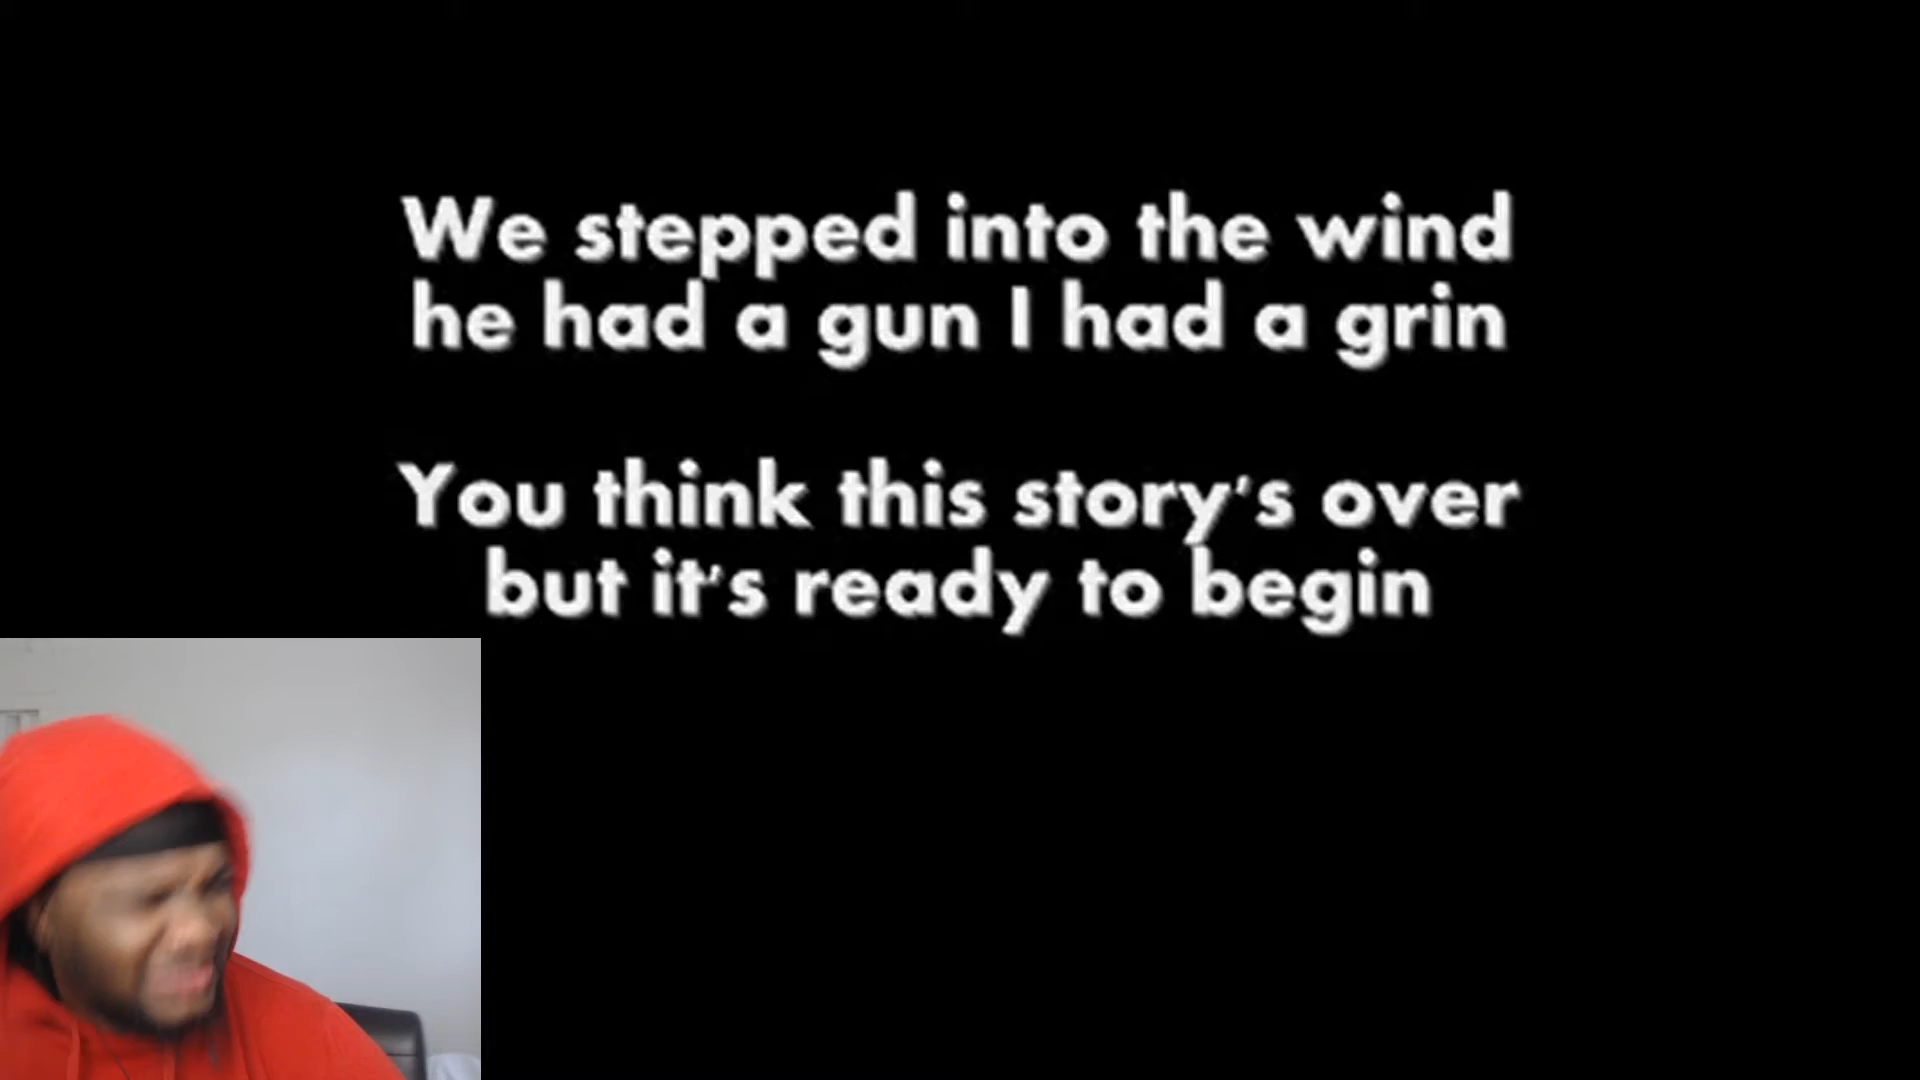 We stepped into the wind
he had a gun I had a grin
You think this story's over
but it's ready to begin